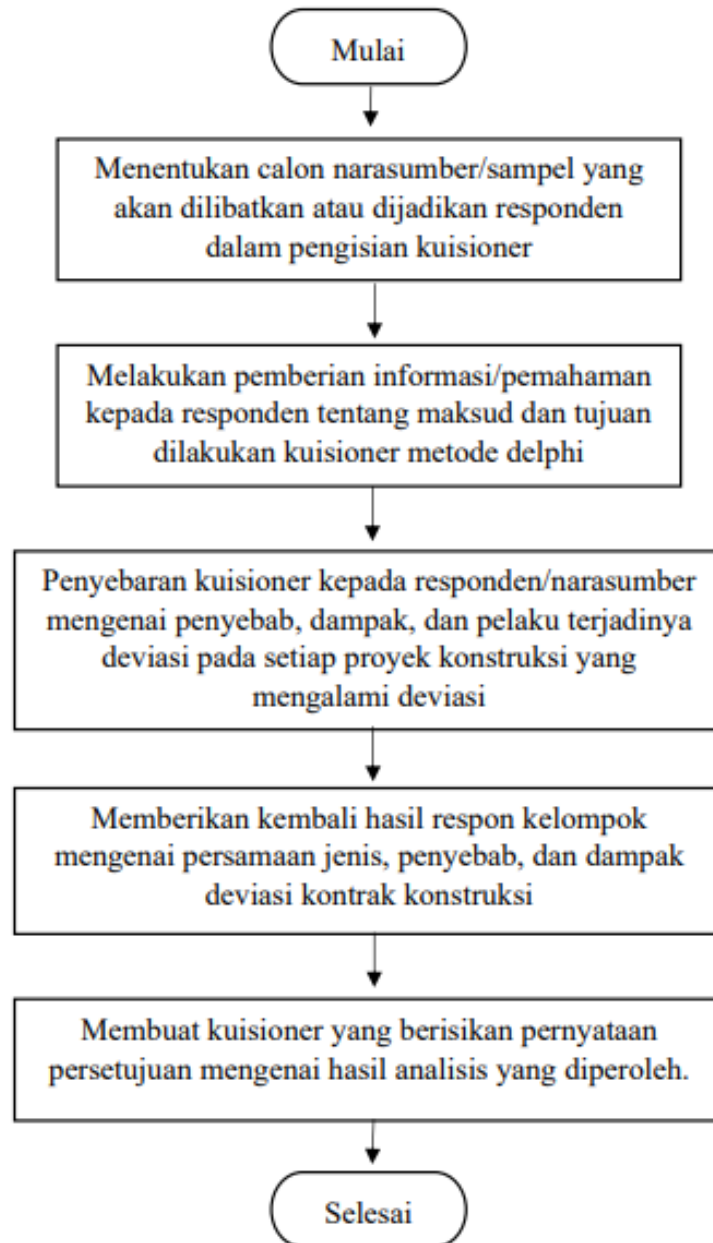 Mulai
Menentukan calon narasumber/sampel yang
akan dilibatkan atau dijadikan responden
dalam pengisian kuisioner
Melakukan pemberian informasi/pemahaman
kepada responden tentang maksud dan tujuan
dilakukan kuisioner metode delphi
Penyebaran kuisioner kepada responden/narasumber
mengenai penyebab, dampak, dan pelaku terjadinya
deviasi pada setiap proyek konstruksi yang
mengalami deviasi
Memberikan kembali hasil respon kelompok
mengenai persamaan jenis, penyebab, dan dampak
deviasi kontrak konstruksi
Membuat kuisioner yang berisikan pernyataan
persetujuan mengenai hasil analisis yang diperoleh.
Selesai